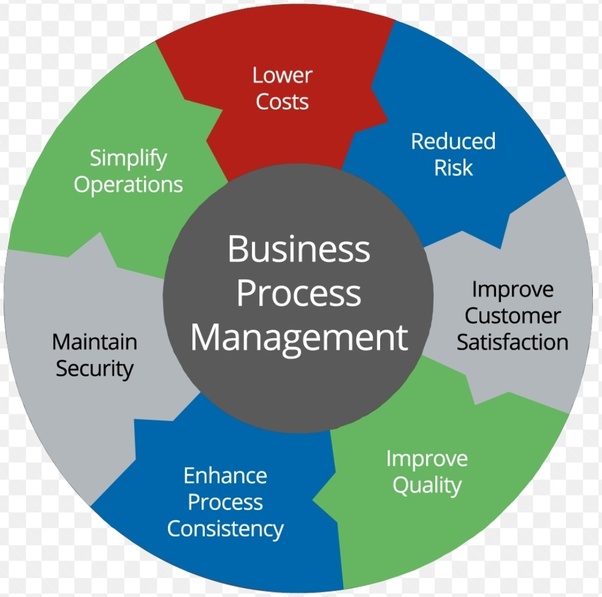 Lower
Costs
Reduced
Risk
Improve
Customer
Satisfaction
Improve
Quality
Enhance
Process
Consistency
Maintain
Security
Simplify
Operations
Business
Process
Management